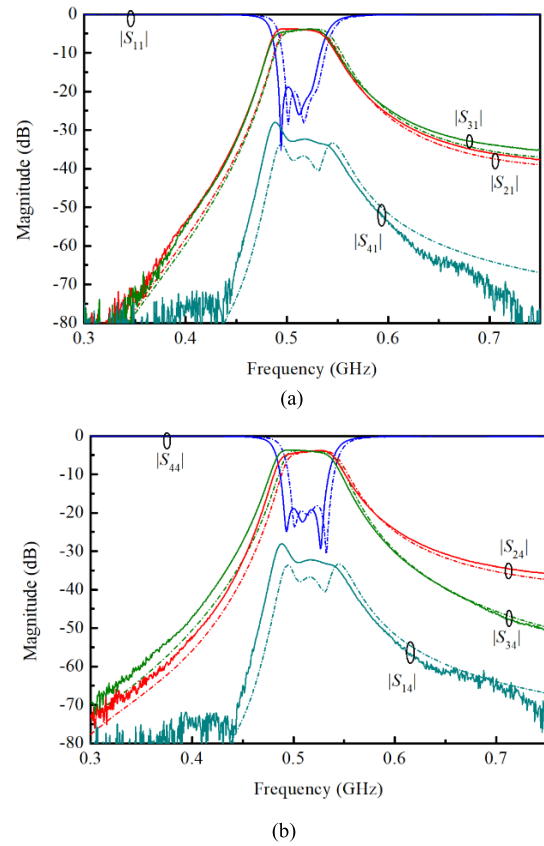 0
-10
-20
-30
-40
-50
-60
-70
-80
Magnitude (dB)
|S11|
|S31|
|S21|
|S41|
0.3 0.4 0.5 0.6 0.7
Frequency (GHz)
(a)
0
-10
-20
-30
-40
-50
-60
-70
-80
Magnitude (dB)
|S44|
|S24|
|S34|
|S14|
0.3 0.4 0.5 0.6 0.7
Frequency (GHz)
(b)